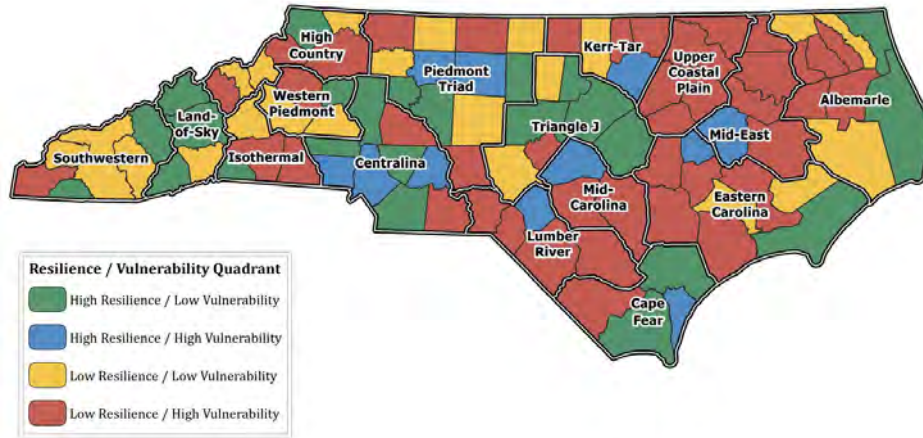 High
Country
Kerr-Tar
Upper
Coastal
Plain
Piedmont
Triad
Western
Piedmont
Albemarle
Land-
of-Sky
Triangle J
Mid-East
Southwestern
Isothermal
Centralina
Mid-
Carolina
Eastern
Carolina
Lumber
River
Cape
Fear
Resilience / Vulnerability Quadrant
High Resilience / Low Vulnerability
High Resilience / High Vulnerability
Low Resilience / Low Vulnerability
Low Resilience / High Vulnerability